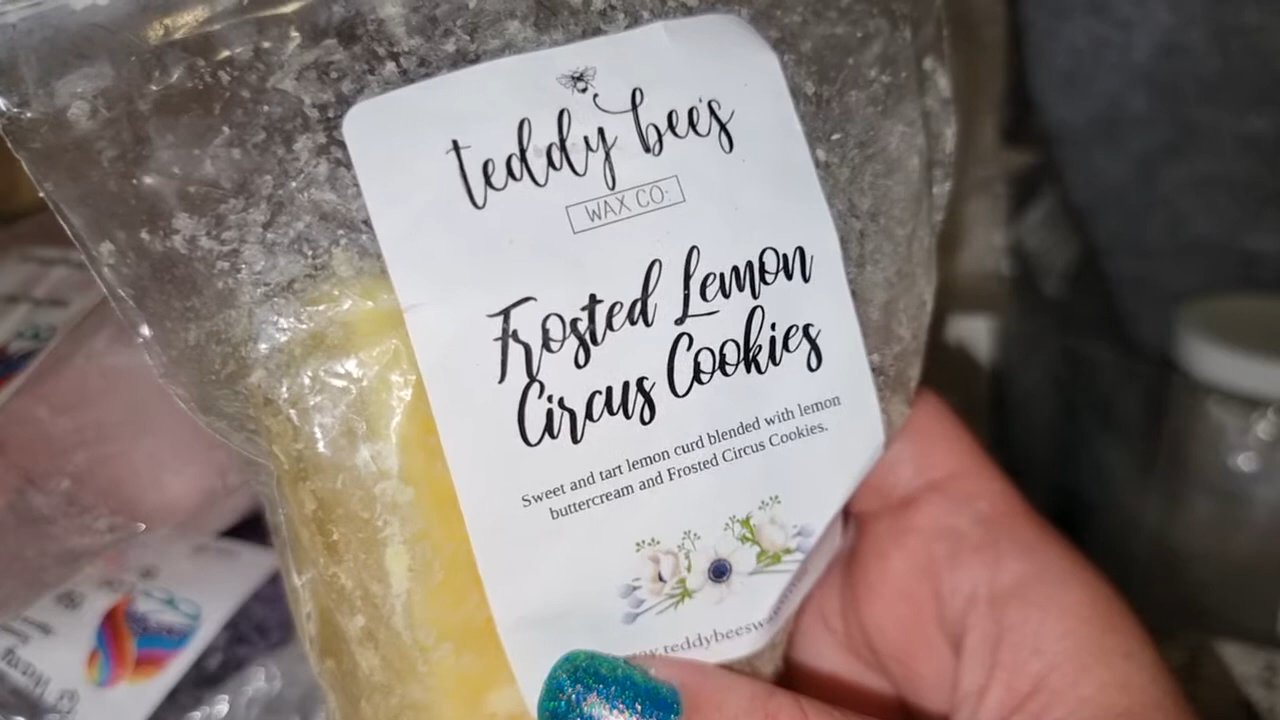 teddy bee's
WAX CO.
Frosted Lemon
Circus Cookies
Sweet and tart lemon curd blended with lemon
buttercream and Frosted Circus Cookies.